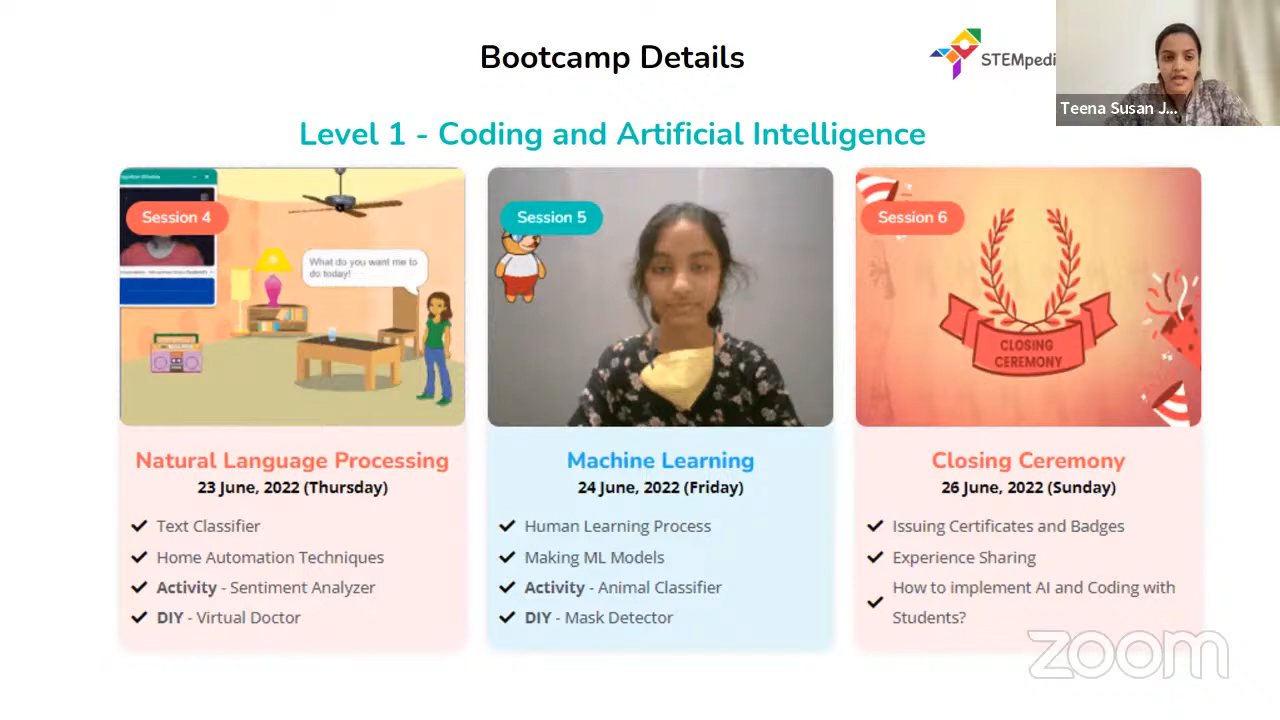 Bootcamp Details
STEMpedi
Teena Susan J...
Level 1 - Coding and Artificial Intelligence
Session 4
What do you want me to
do today!
Session 5
Session 6
CLOSING
CEREMONY
Natural Language Processing
23 June, 2022 (Thursday)
Text Classifier
Home Automation Techniques
Activity - Sentiment Analyzer
DIY - Virtual Doctor
Machine Learning
24 June, 2022 (Friday)
Human Learning Process
Making ML Models
Activity - Animal Classifier
DIY - Mask Detector
Closing Ceremony
26 June, 2022 (Sunday)
Issuing Certificates and Badges
Experience Sharing
How to implement AI and Coding with
Students?
zoom